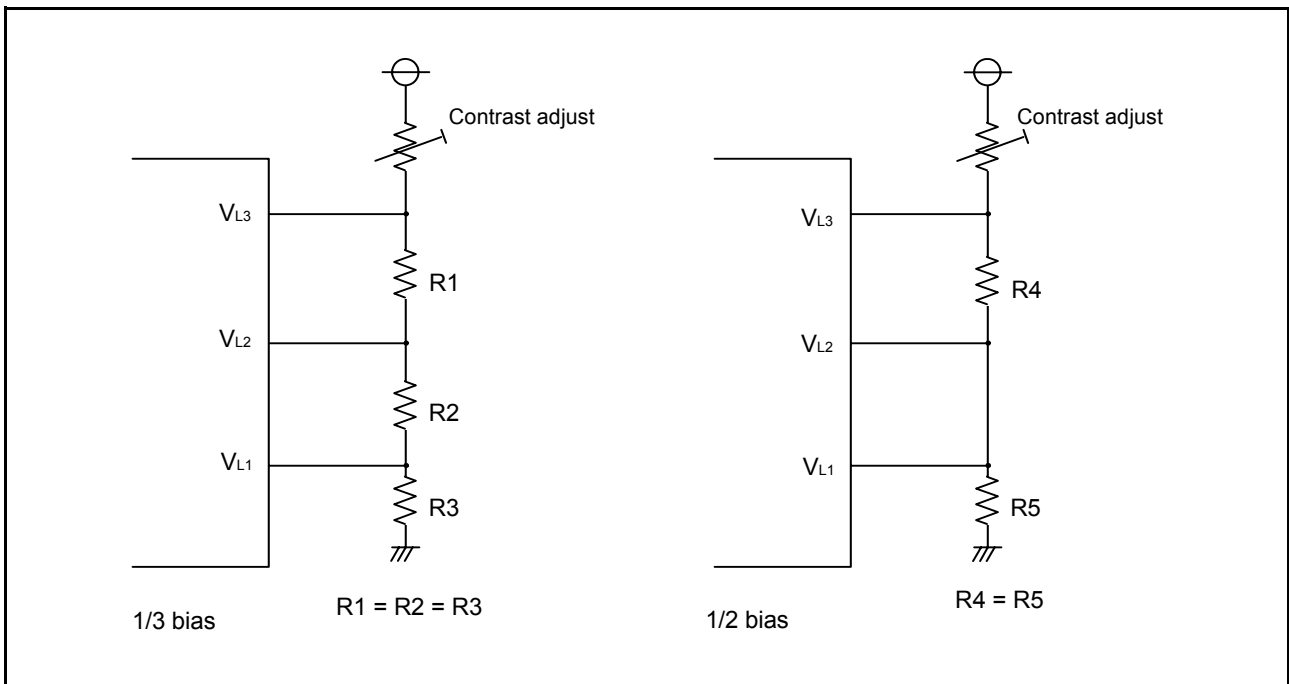 Contrast adjust
VL3
R1
VL2
R2
VL1
R3
1/3 bias
R1 = R2 = R3
Contrast adjust
VL3
R4
VL2
VL1
R5
1/2 bias
R4 = R5